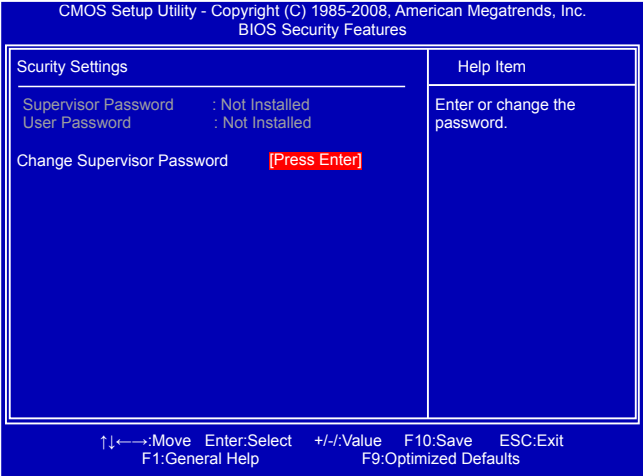 CMOS Setup Utility - Copyright (C) 1985-2008, American Megatrends, Inc.
BIOS Security Features
Scurity Settings
Help Item
Supervisor Password : Not Installed
User Password : Not Installed
Change Supervisor Password [Press Enter]
Enter or change the
password.
↑↓←→:Move Enter:Select +/-/:Value F10:Save ESC:Exit
F1:General Help F9:Optimized Defaults